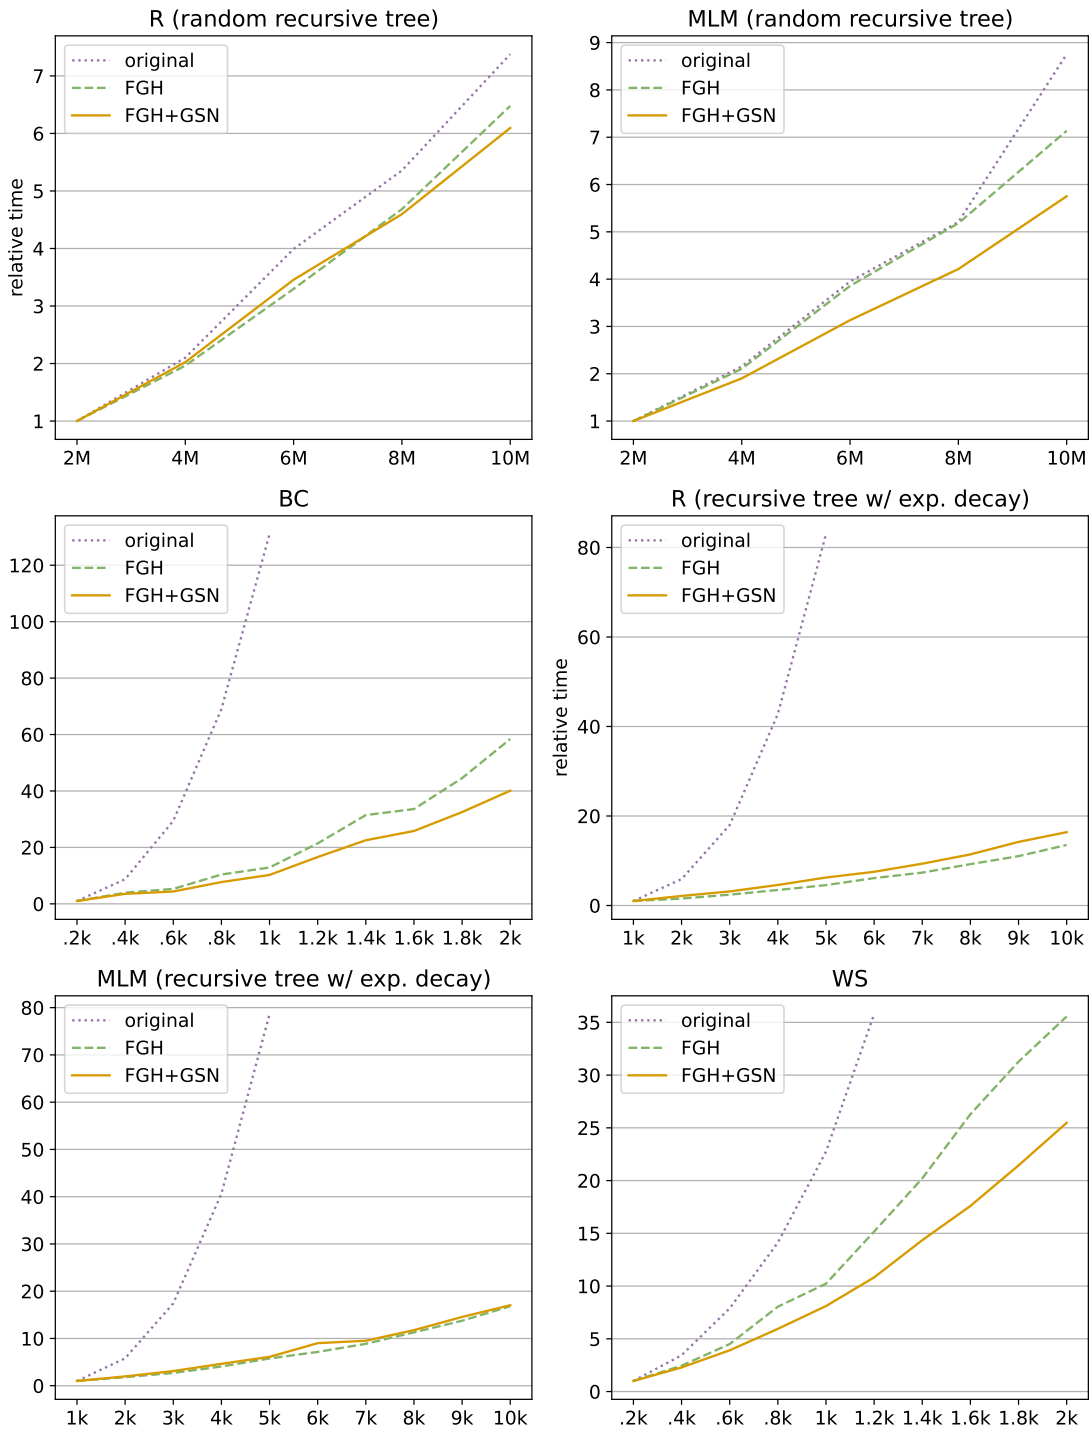 R (random recursive tree)
original
FGH
FGH+GSN
relative time
7
6
5
4
3
2
1
2M 4M 6M 8M 10M
MLM (random recursive tree)
original
FGH
FGH+GSN
9
8
7
6
5
4
3
2
1
2M 4M 6M 8M 10M
BC
original
FGH
FGH+GSN
120
100
80
60
40
20
0
.2k .4k .6k .8k 1k 1.2k 1.4k 1.6k 1.8k 2k
R (recursive tree w/ exp. decay)
original
FGH
FGH+GSN
relative time
80
60
40
20
0
1k 2k 3k 4k 5k 6k 7k 8k 9k 10k
MLM (recursive tree w/ exp. decay)
original
FGH
FGH+GSN
80
70
60
50
40
30
20
10
0
1k 2k 3k 4k 5k 6k 7k 8k 9k 10k
WS
original
FGH
FGH+GSN
35
30
25
20
15
10
5
0
.2k .4k .6k .8k 1k 1.2k 1.4k 1.6k 1.8k 2k